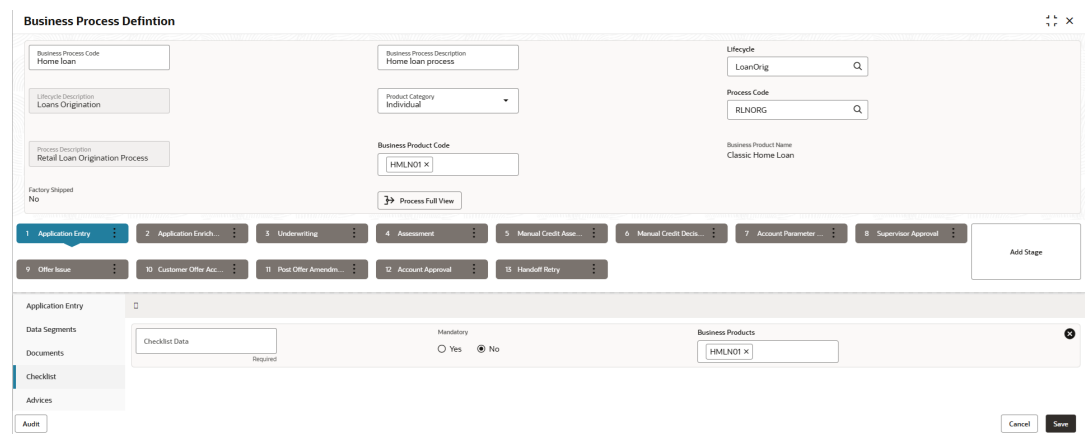 Business Process Defintion
Business Process Code
Home loan
Business Process Description
Home loan process
Lifecycle
LoanOrig
Lifecycle Description
Loans Origination
Product Category
Individual
Process Code
RLNORG
Process Description
Retail Loan Origination Process
Business Product Code
HMLN01 ×
Business Product Name
Classic Home Loan
Factory Shipped
No
Process Full View
1 Application Entry
2 Application Enrich...
3 Underwriting
4 Assessment
5 Manual Credit Asse...
6 Manual Credit Decis...
7 Account Parameter ...
8 Supervisor Approval
Add Stage
9 Offer Issue
10 Customer Offer Acc...
11 Post Offer Amendm...
12 Account Approval
13 Handoff Retry
Application Entry
Data Segments
Documents
Checklist
Advices
Checklist Data
Required
Mandatory
Yes No
Business Products
HMLN01 ×
Audit
Cancel Save